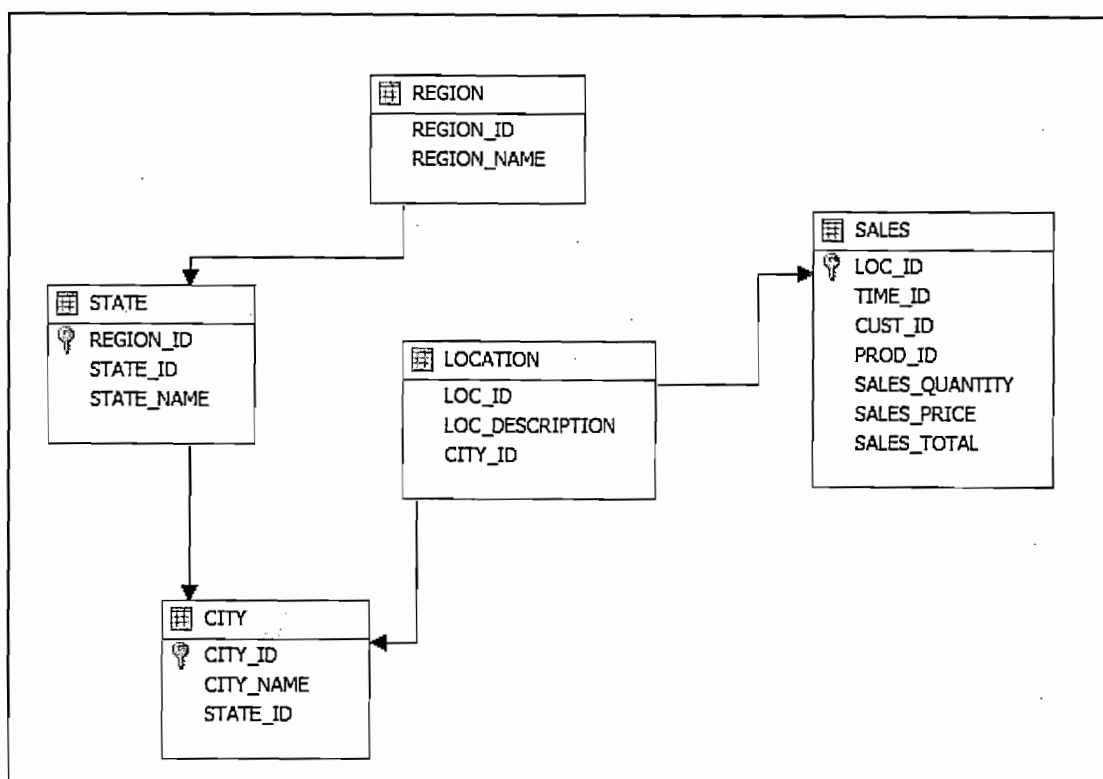 REGION
REGION_ID
REGION_NAME
SALES
LOC_ID
TIME_ID
CUST_ID
PROD_ID
SALES_QUANTITY
SALES_PRICE
SALES_TOTAL
STATE
REGION_ID
STATE_ID
STATE_NAME
LOCATION
LOC_ID
LOC_DESCRIPTION
CITY_ID
CITY
CITY_ID
CITY_NAME
STATE_ID